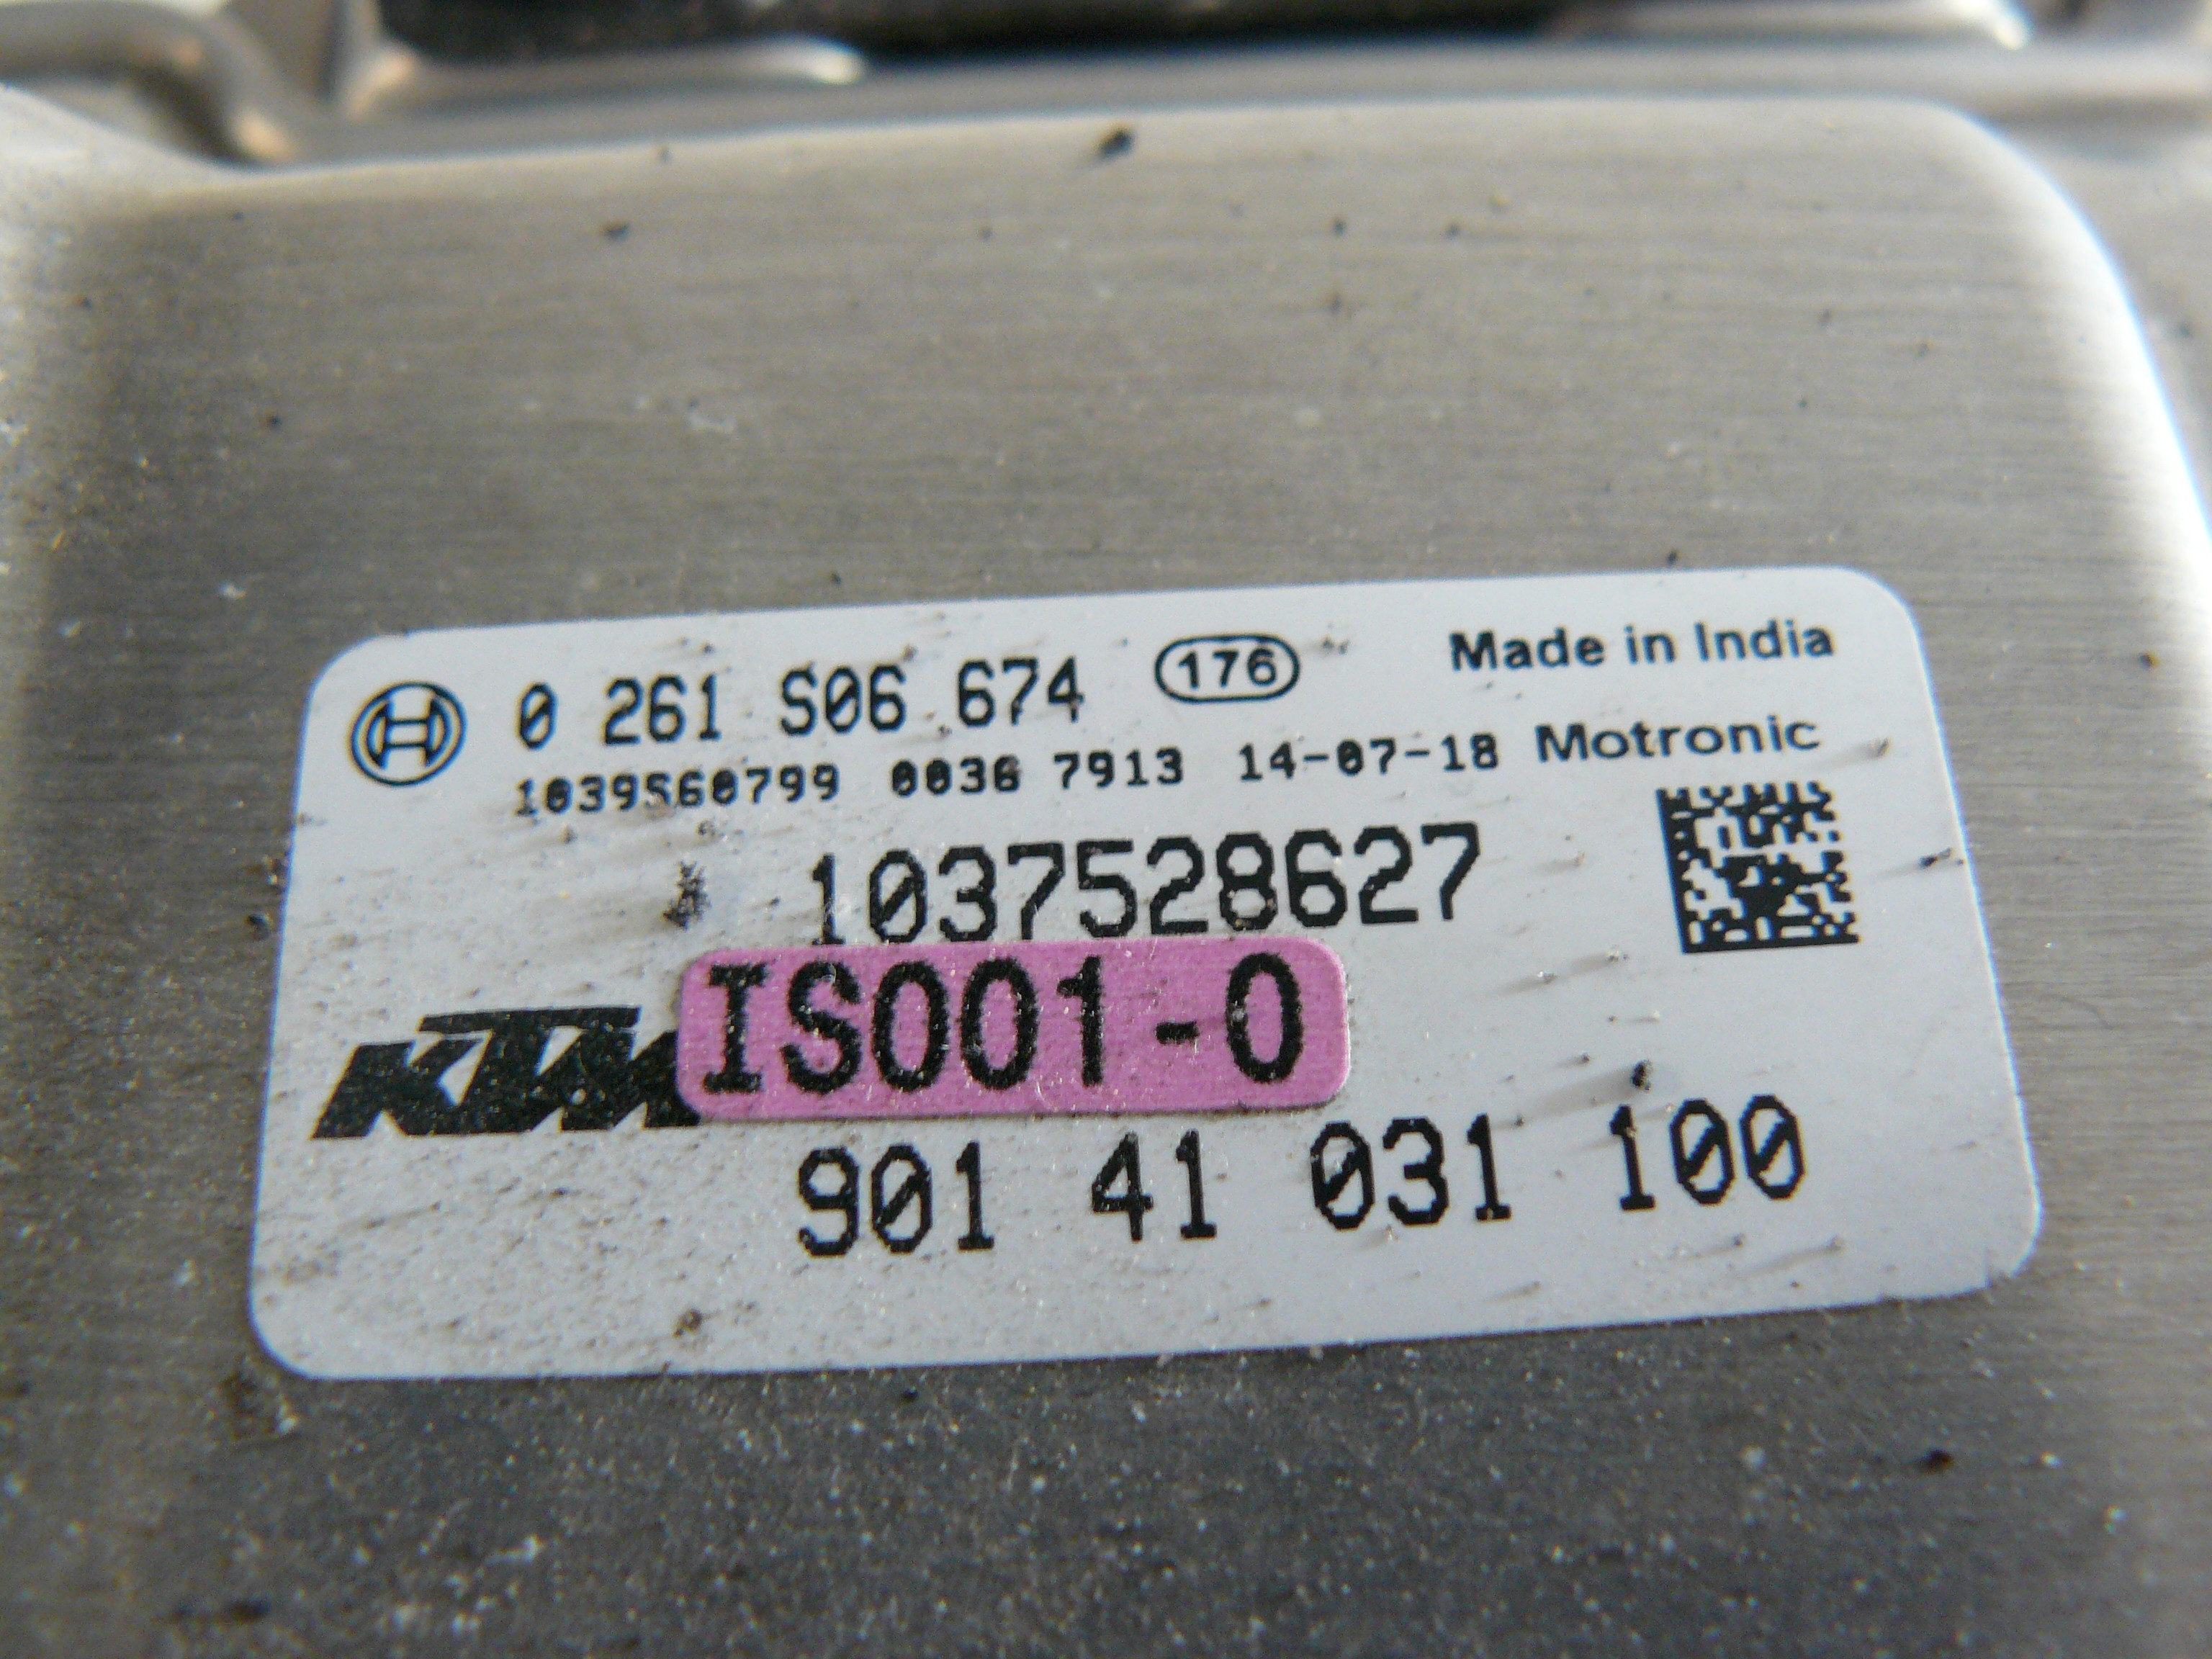 0 261 S06 674 176 Made in India
1039S60799 0036 7913 14-07-18 Motronic
1037528627
KTM IS001-0
901 41 031 100